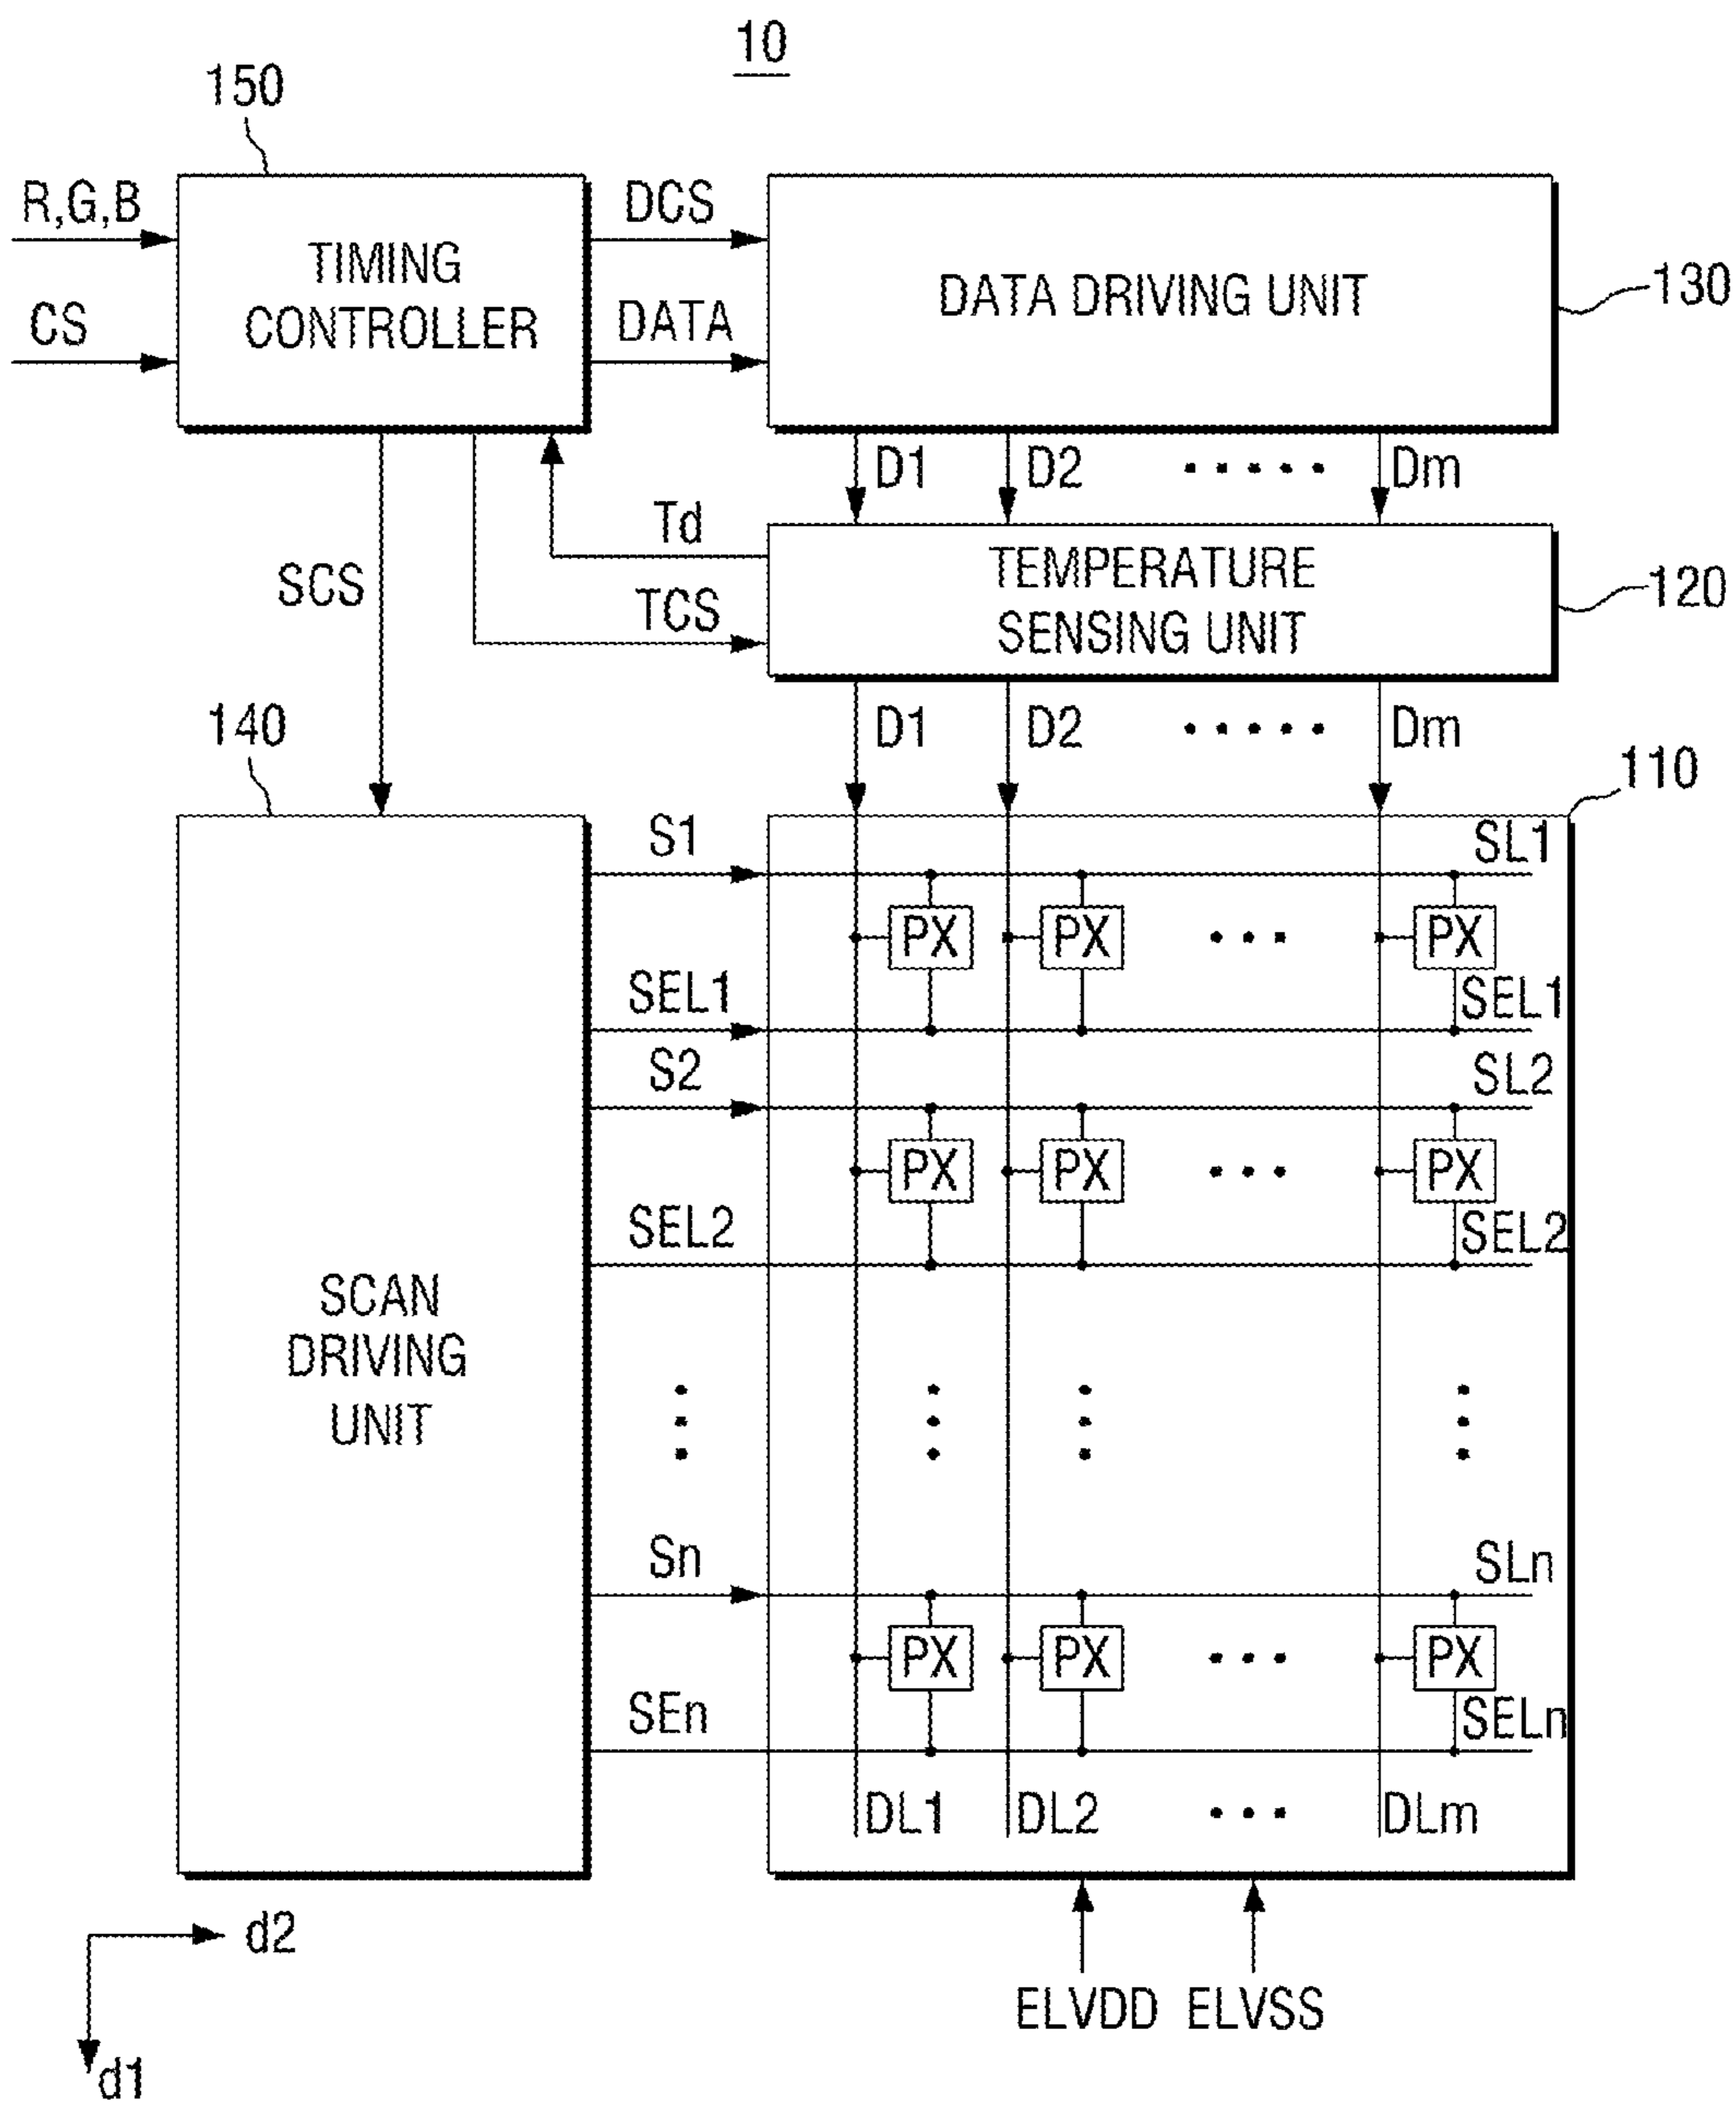 10
150
R,G,B
CS
TIMING
CONTROLLER
DCS
DATA
DATA DRIVING UNIT
130
D1 D2 ..... Dm
Td
TCS
SCS
TEMPERATURE
SENSING UNIT
120
D1 D2 ..... Dm
140
110
SCAN
DRIVING
UNIT
S1 SL1
PX PX ... PX
SEL1 SEL1
S2 SL2
PX PX ... PX
SEL2 SEL2
Sn SLn
PX PX ... PX
SEn SELn
DL1 DL2 ... DLm
d2
d1
ELVDD ELVSS